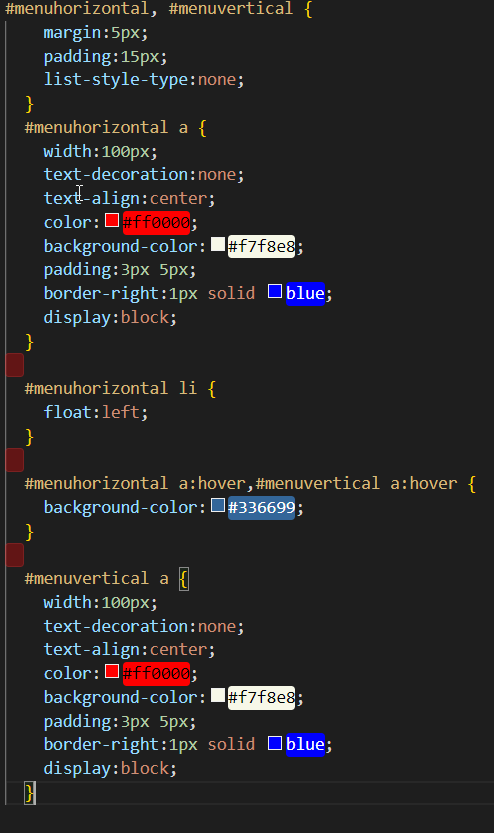 #menuhorizontal, #menuvertical {
margin:5px;
padding:15px;
list-style-type:none;
}
#menuhorizontal a {
width:100px;
text-decoration:none;
text-align:center;
color:#ff0000;
background-color:#f7f8e8;
padding:3px 5px;
border-right:1px solid blue;
display:block;
}
#menuhorizontal li {
float:left;
}
#menuhorizontal a:hover,#menuvertical a:hover {
background-color:#336699;
}
#menuvertical a {
width:100px;
text-decoration:none;
text-align:center;
color:#ff0000;
background-color:#f7f8e8;
padding:3px 5px;
border-right:1px solid blue;
display:block;
}